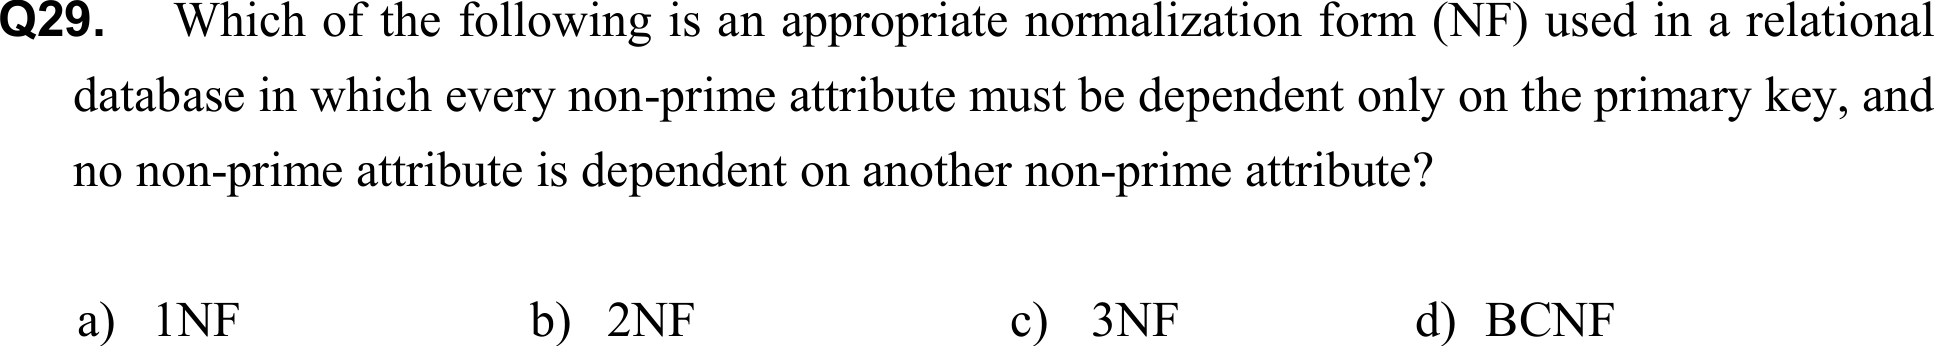 Q29. Which of the following is an appropriate normalization form (NF) used in a relational
database in which every non-prime attribute must be dependent only on the primary key, and
no non-prime attribute is dependent on another non-prime attribute?
a) 1NF b) 2NF c) 3NF d) BCNF